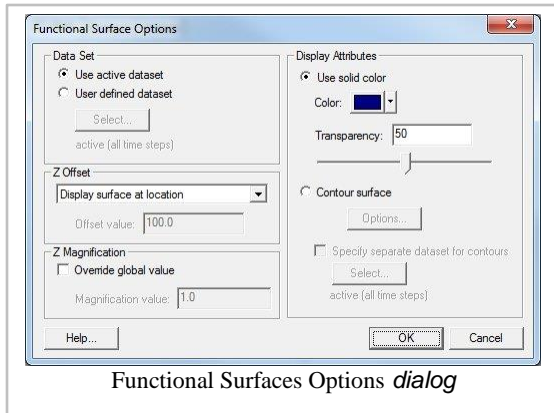 Functional Surface Options
Data Set
Use active dataset
User defined dataset
Select...
active (all time steps)
Z Offset
Display surface at location
Offset value: 100.0
Z Magnification
Override global value
Magnification value: 1.0
Display Attributes
Use solid color
Color:
Transparency: 50
Contour surface
Options...
Specify separate dataset for contours
Select...
active (all time steps)
Help...
OK
Cancel
Functional Surfaces Options dialog